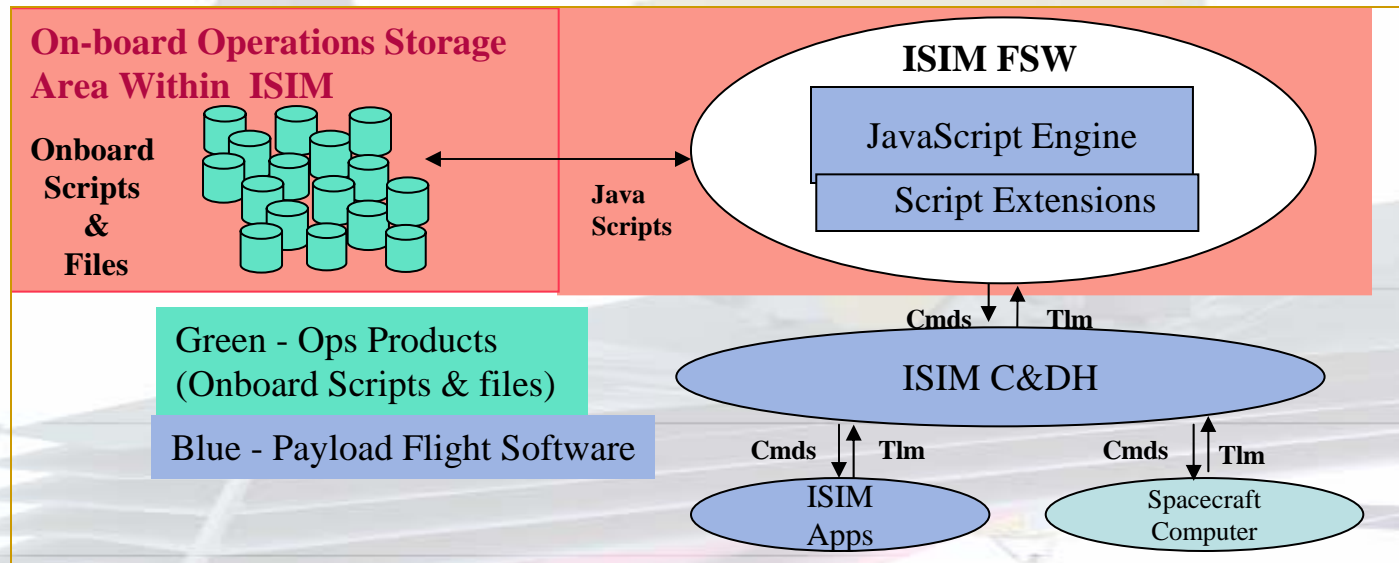 On-board Operations Storage
Area Within ISIM
Onboard
Scripts
&
Files
Java
Scripts
ISIM FSW
JavaScript Engine
Script Extensions
Cmds
Tlm
ISIM C&DH
Green - Ops Products
(Onboard Scripts & files)
Blue - Payload Flight Software
Cmds
Tlm
Cmds
Tlm
ISIM
Apps
Spacecraft
Computer